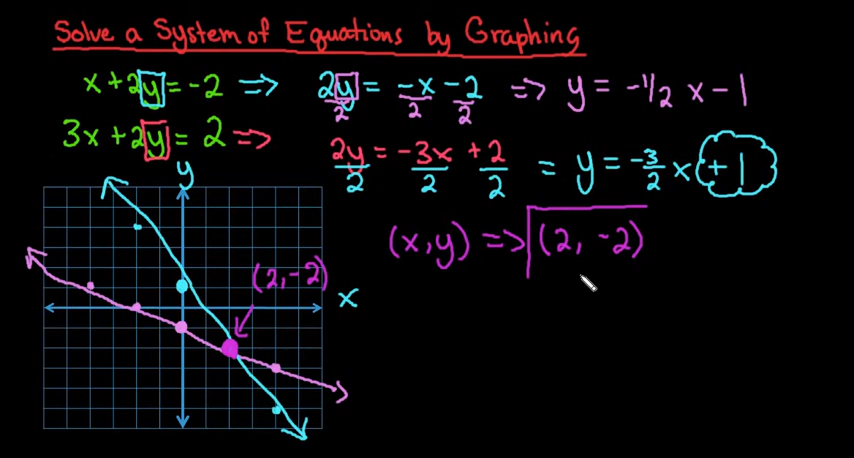 Solve a System of Equations by Graphing
x + 2y = -2 => 2y/2 = -x/2 - 2/2 => y = -1/2 x - 1
3x + 2y = 2 => 2y/2 = -3x/2 + 2/2 = y = -3/2 x + 1
y
(x, y) => (2, -2)
(2, -2)
x